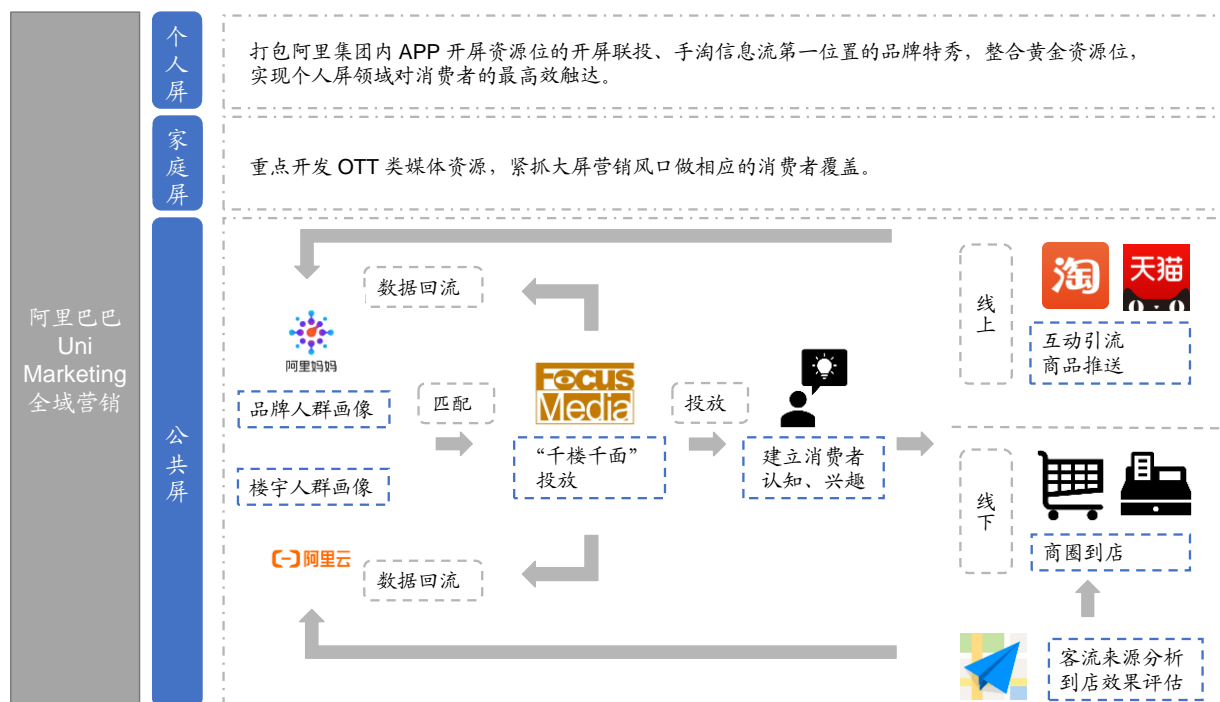 阿里巴巴
Uni
Marketing
全域营销
个人屏
打包阿里集团内 APP 开屏资源位的开屏联投、手淘信息流第一位置的品牌特秀，整合黄金资源位，
实现个人屏领域对消费者的最高效触达。
家庭屏
重点开发 OTT 类媒体资源，紧抓大屏营销风口做相应的消费者覆盖。
公共屏
数据回流
阿里妈妈
品牌人群画像
楼宇人群画像
匹配
Focus
Media
“千楼千面”
投放
投放
建立消费者
认知、兴趣
阿里云
数据回流
线上
淘
天猫
互动引流
商品推送
线下
商圈到店
客流来源分析
到店效果评估